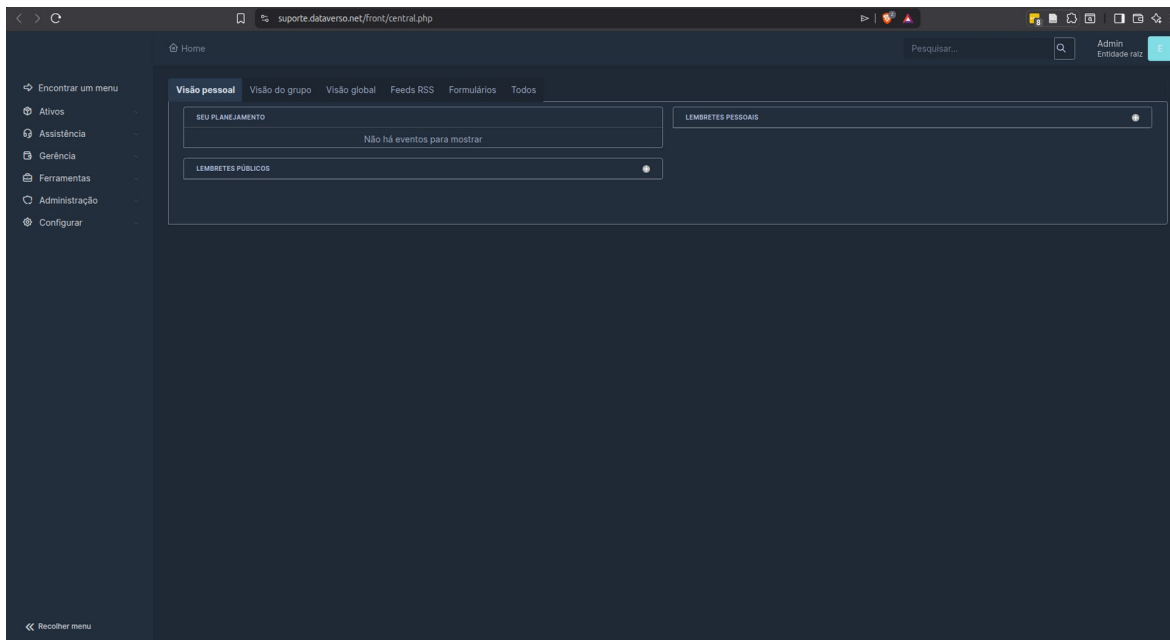 suporte.dataverso.net/front/central.php
8
Home
Pesquisar...
Admin
Entidade raiz
E
Encontrar um menu
Ativos
Assistência
Gerência
Ferramentas
Administração
Configurar
Visão pessoal Visão do grupo Visão global Feeds RSS Formulários Todos
SEU PLANEJAMENTO
Não há eventos para mostrar
LEMBRETES PÚBLICOS
LEMBRETES PESSOAIS
Recolher menu